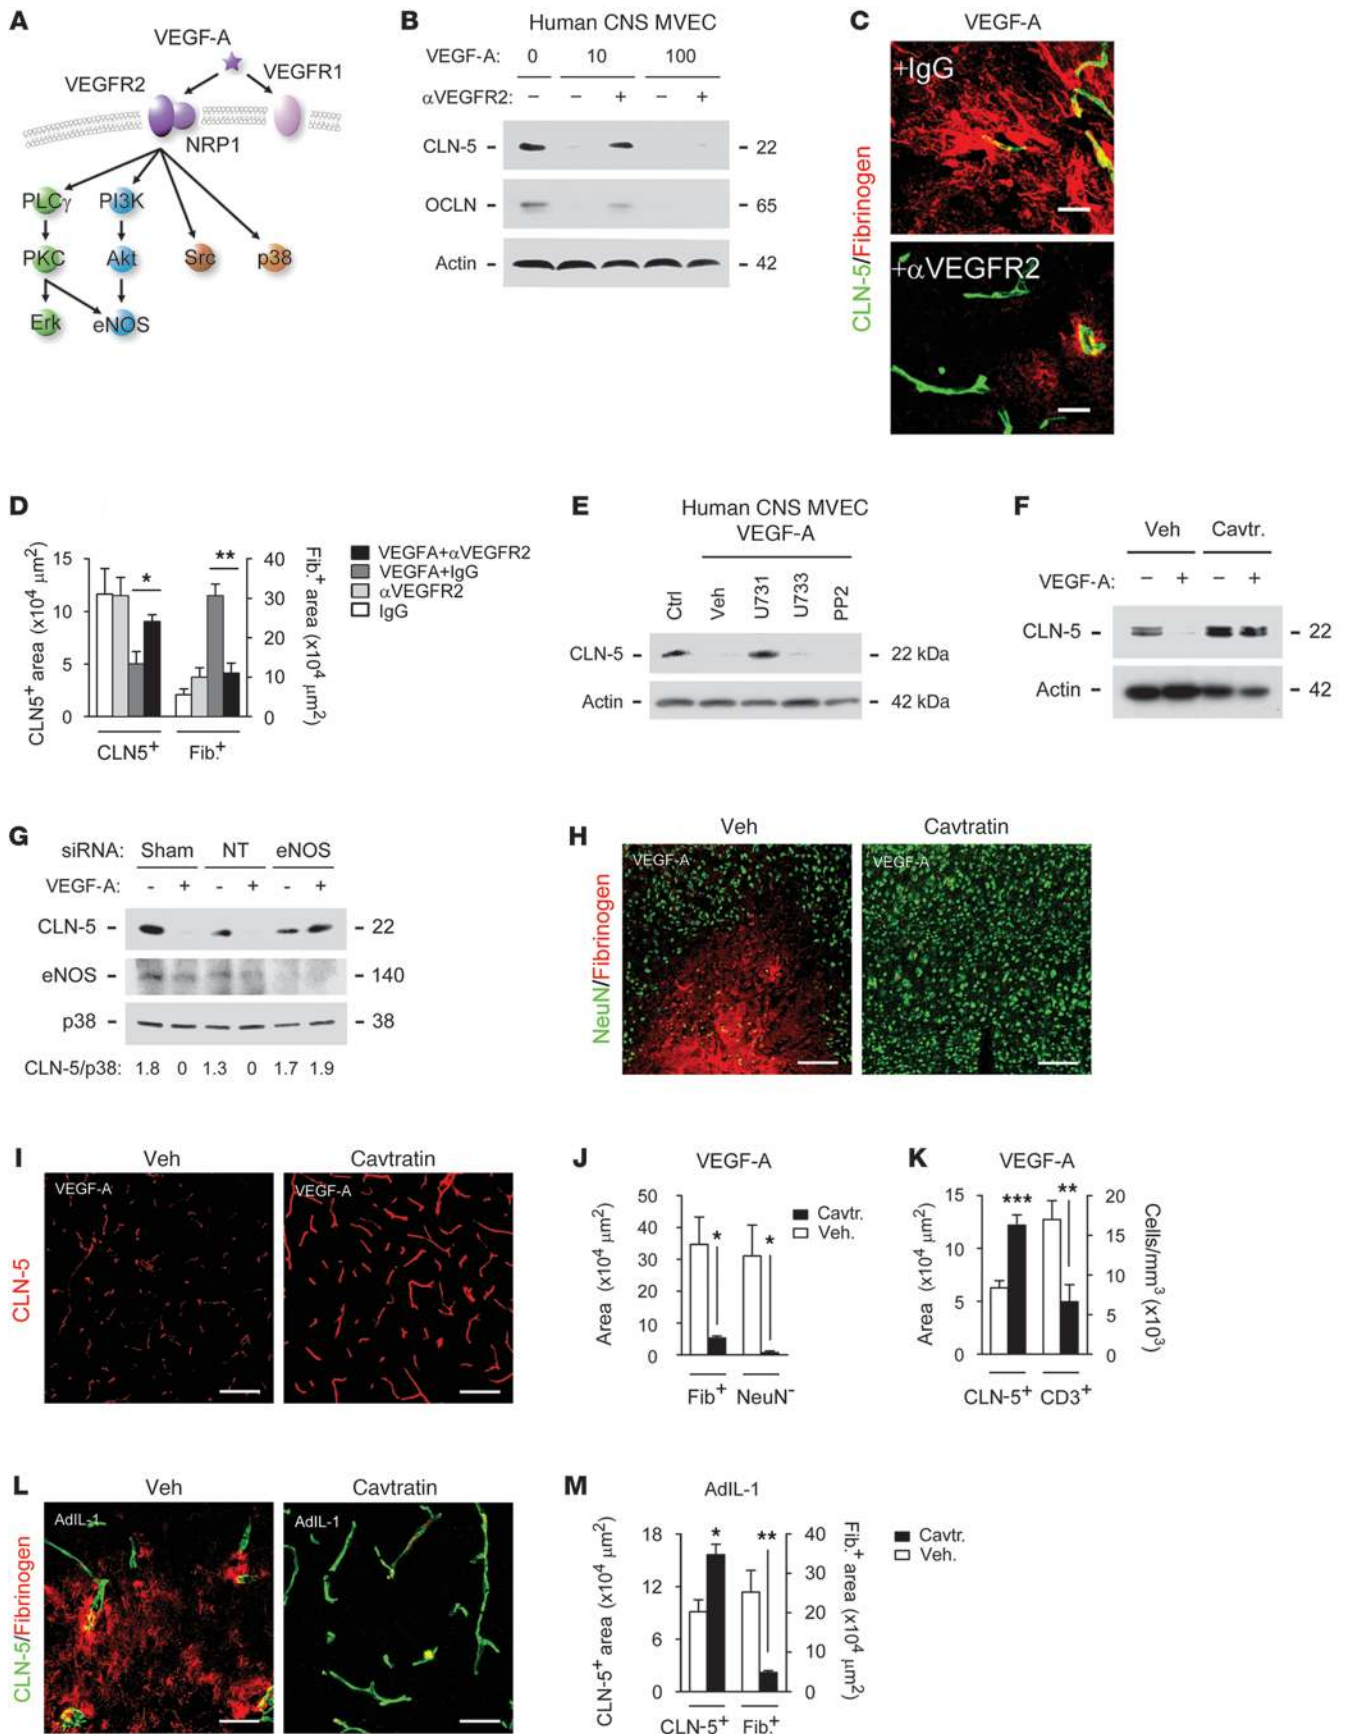 A
VEGF-A
VEGFR2
VEGFR1
NRP1
PLCγ
PI3K
PKC
Akt
Src
p38
Erk
eNOS
B
Human CNS MVEC
VEGF-A: 0 10 100
αVEGFR2: – – + – +
CLN-5 – – 22
OCLN – – 65
Actin – – 42
C
VEGF-A
+IgG
+αVEGFR2
CLN-5/Fibrinogen
D
CLN5⁺ area (x10⁴ µm²)
15
10
5
0
* **
40
30
20
10
0
Fib.⁺ area (x10⁴ µm²)
CLN5⁺ Fib.⁺
VEGFA+αVEGFR2
VEGFA+IgG
αVEGFR2
IgG
E
Human CNS MVEC
VEGF-A
Ctrl Veh U731 U733 PP2
CLN-5 – – 22 kDa
Actin – – 42 kDa
F
Veh Cavtr.
VEGF-A: – + – +
CLN-5 – – 22
Actin – – 42
G
siRNA: Sham NT eNOS
VEGF-A: - + - + - +
CLN-5 – – 22
eNOS – – 140
p38 – – 38
CLN-5/p38: 1.8 0 1.3 0 1.7 1.9
H
Veh Cavtratin
VEGF-A VEGF-A
NeuN/Fibrinogen
I
Veh Cavtratin
VEGF-A VEGF-A
CLN-5
J
VEGF-A
Area (x10⁴ µm²)
50
40
30
20
10
0
* *
Fib⁺ NeuN⁻
Cavtr.
Veh.
K
VEGF-A
Area (x10⁴ µm²)
15
10
5
0
*** **
20
15
10
5
0
Cells/mm³ (x10³)
CLN-5⁺ CD3⁺
L
Veh Cavtratin
AdIL-1 AdIL-1
CLN-5/Fibrinogen
M
AdIL-1
CLN-5⁺ area (x10⁴ µm²)
18
12
6
0
* **
40
30
20
10
0
Fib.⁺ area (x10⁴ µm²)
CLN-5⁺ Fib.⁺
Cavtr.
Veh.